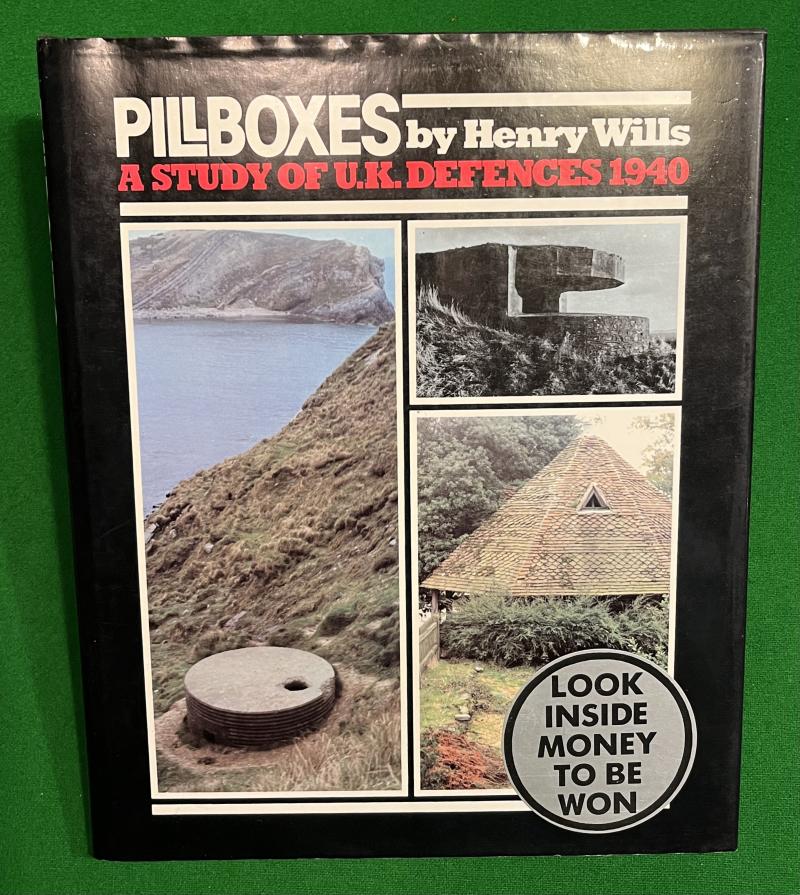 PILLBOXES by Henry Wills
A STUDY OF U.K. DEFENCES 1940
LOOK
INSIDE
MONEY
TO BE
WON